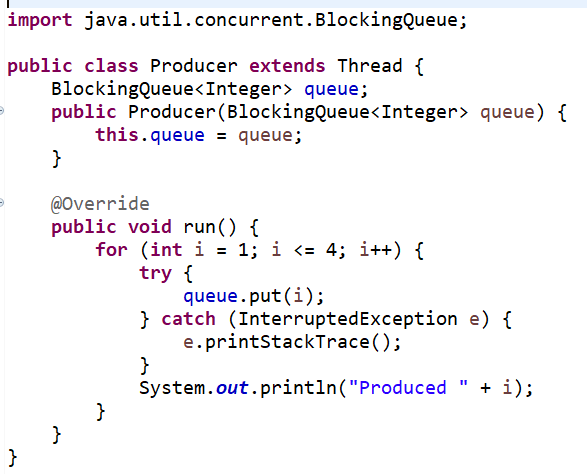 import java.util.concurrent.BlockingQueue;

public class Producer extends Thread {
    BlockingQueue<Integer> queue;
    public Producer(BlockingQueue<Integer> queue) {
        this.queue = queue;
    }

    @Override
    public void run() {
        for (int i = 1; i <= 4; i++) {
            try {
                queue.put(i);
            } catch (InterruptedException e) {
                e.printStackTrace();
            }
            System.out.println("Produced " + i);
        }
    }
}